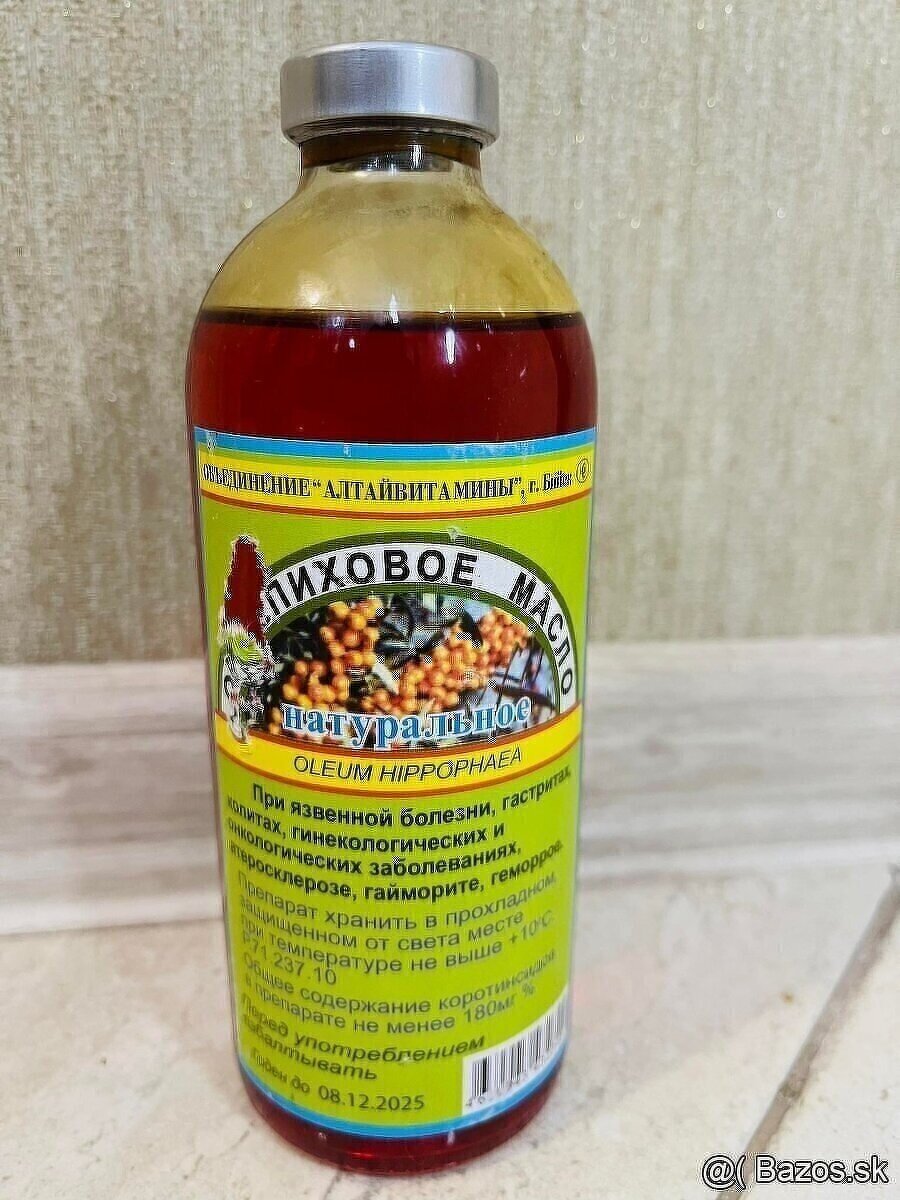 ОБЪЕДИНЕНИЕ "АЛТАЙВИТАМИНЫ", г. Бийск
ПИХОВОЕ МАСЛО
натуральное
OLEUM HIPPOPHAEA
При язвенной болезни, гастритах,
колитах, гинекологических и
онкологических заболеваниях,
атеросклерозе, гайморите, геморрое.
Препарат хранить в прохладном,
защищенном от света месте
при температуре не выше +10°С.
Р71.237.10
Общее содержание коротиноидов
в препарате не менее 180мг %
Перед употреблением
взбалтывать
Годен до 08.12.2025
@( Bazos.sk